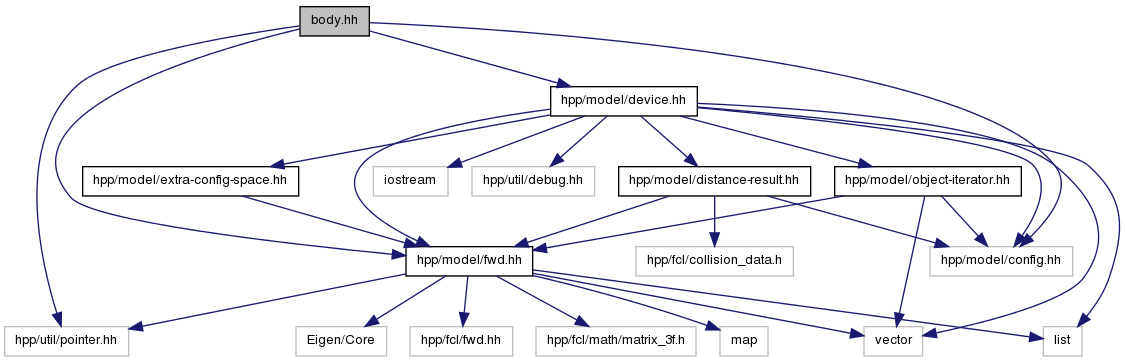 body.hh
hpp/model/device.hh
hpp/model/extra-config-space.hh
iostream
hpp/util/debug.hh
hpp/model/distance-result.hh
hpp/model/object-iterator.hh
hpp/model/fwd.hh
hpp/fcl/collision_data.h
hpp/model/config.hh
hpp/util/pointer.hh
Eigen/Core
hpp/fcl/fwd.hh
hpp/fcl/math/matrix_3f.h
map
vector
list